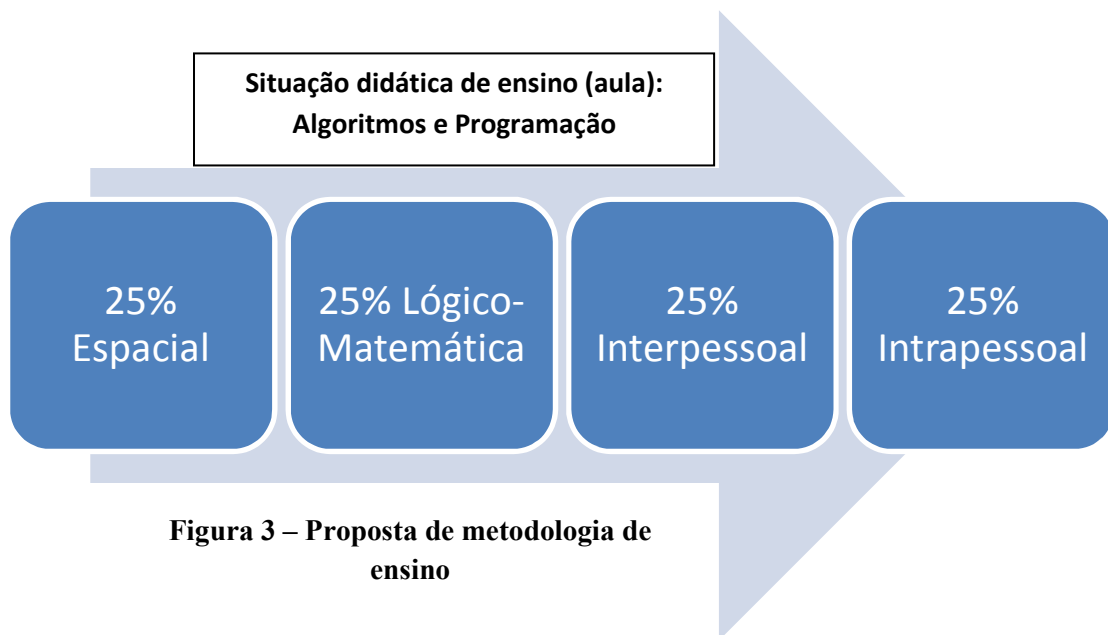 Situação didática de ensino (aula):
Algoritmos e Programação
25%
Espacial
25% Lógico-
Matemática
25%
Interpessoal
25%
Intrapessoal
Figura 3 – Proposta de metodologia de
ensino